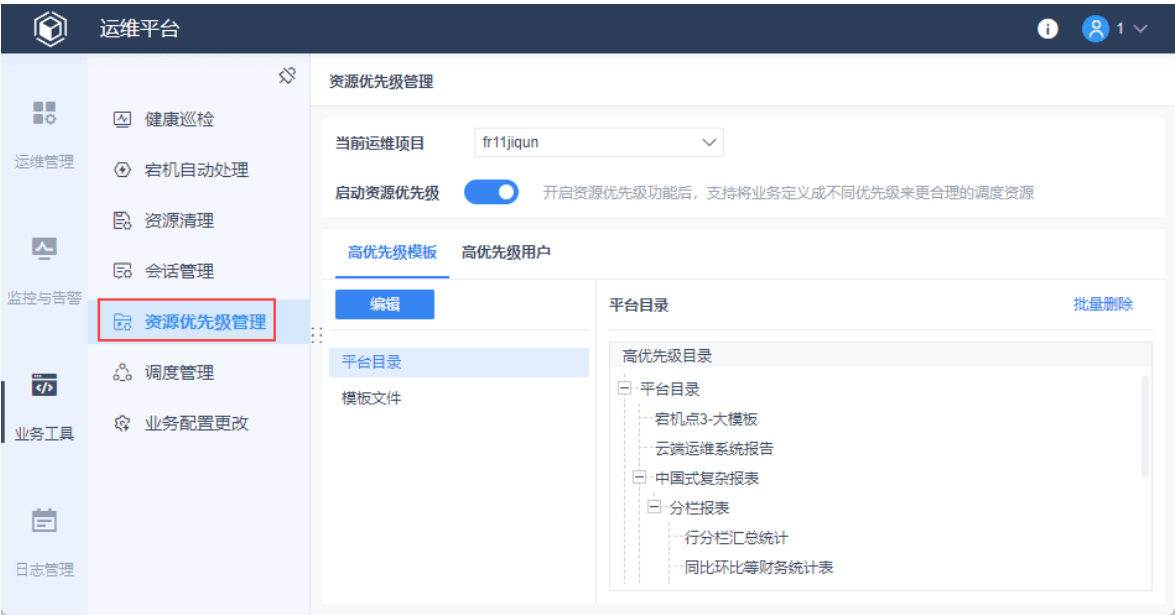 运维平台
1
运维管理
监控与告警
业务工具
日志管理
健康巡检
宕机自动处理
资源清理
会话管理
资源优先级管理
调度管理
业务配置更改
资源优先级管理
当前运维项目 fr11jiqun
启动资源优先级 开启资源优先级功能后，支持将业务定义成不同优先级来更合理的调度资源
高优先级模板 高优先级用户
编辑
平台目录
模板文件
平台目录 批量删除
高优先级目录
平台目录
宕机点3-大模板
云端运维系统报告
中国式复杂报表
分栏报表
行分栏汇总统计
同比环比等财务统计表